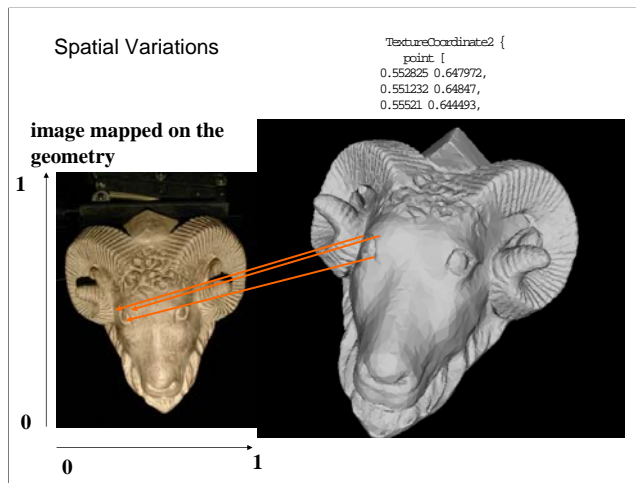 Spatial Variations
TextureCoordinate2 {
point [
0.552825 0.647972,
0.551232 0.64847,
0.55521 0.644493,
image mapped on the
geometry
1
0
0
1